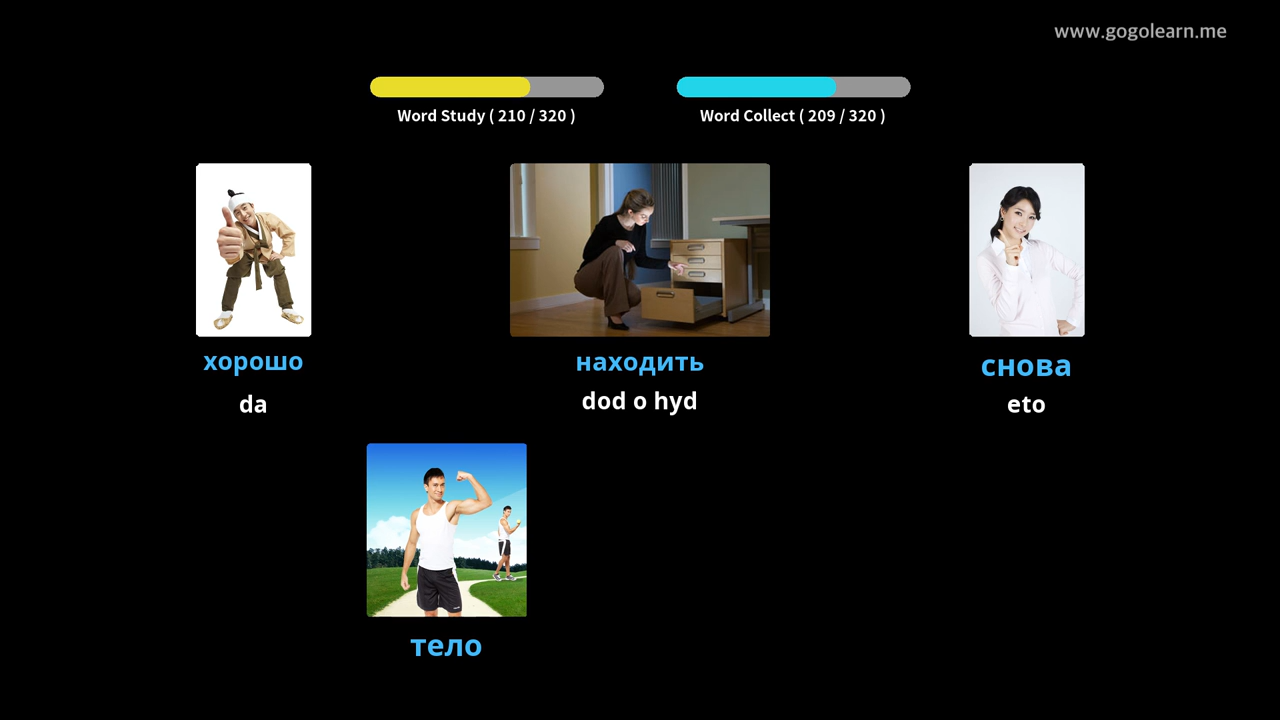 www.gogolearn.me
Word Study ( 210 / 320 )
Word Collect ( 209 / 320 )
хорошо
находить
снова
da
dod o hyd
eto
тело